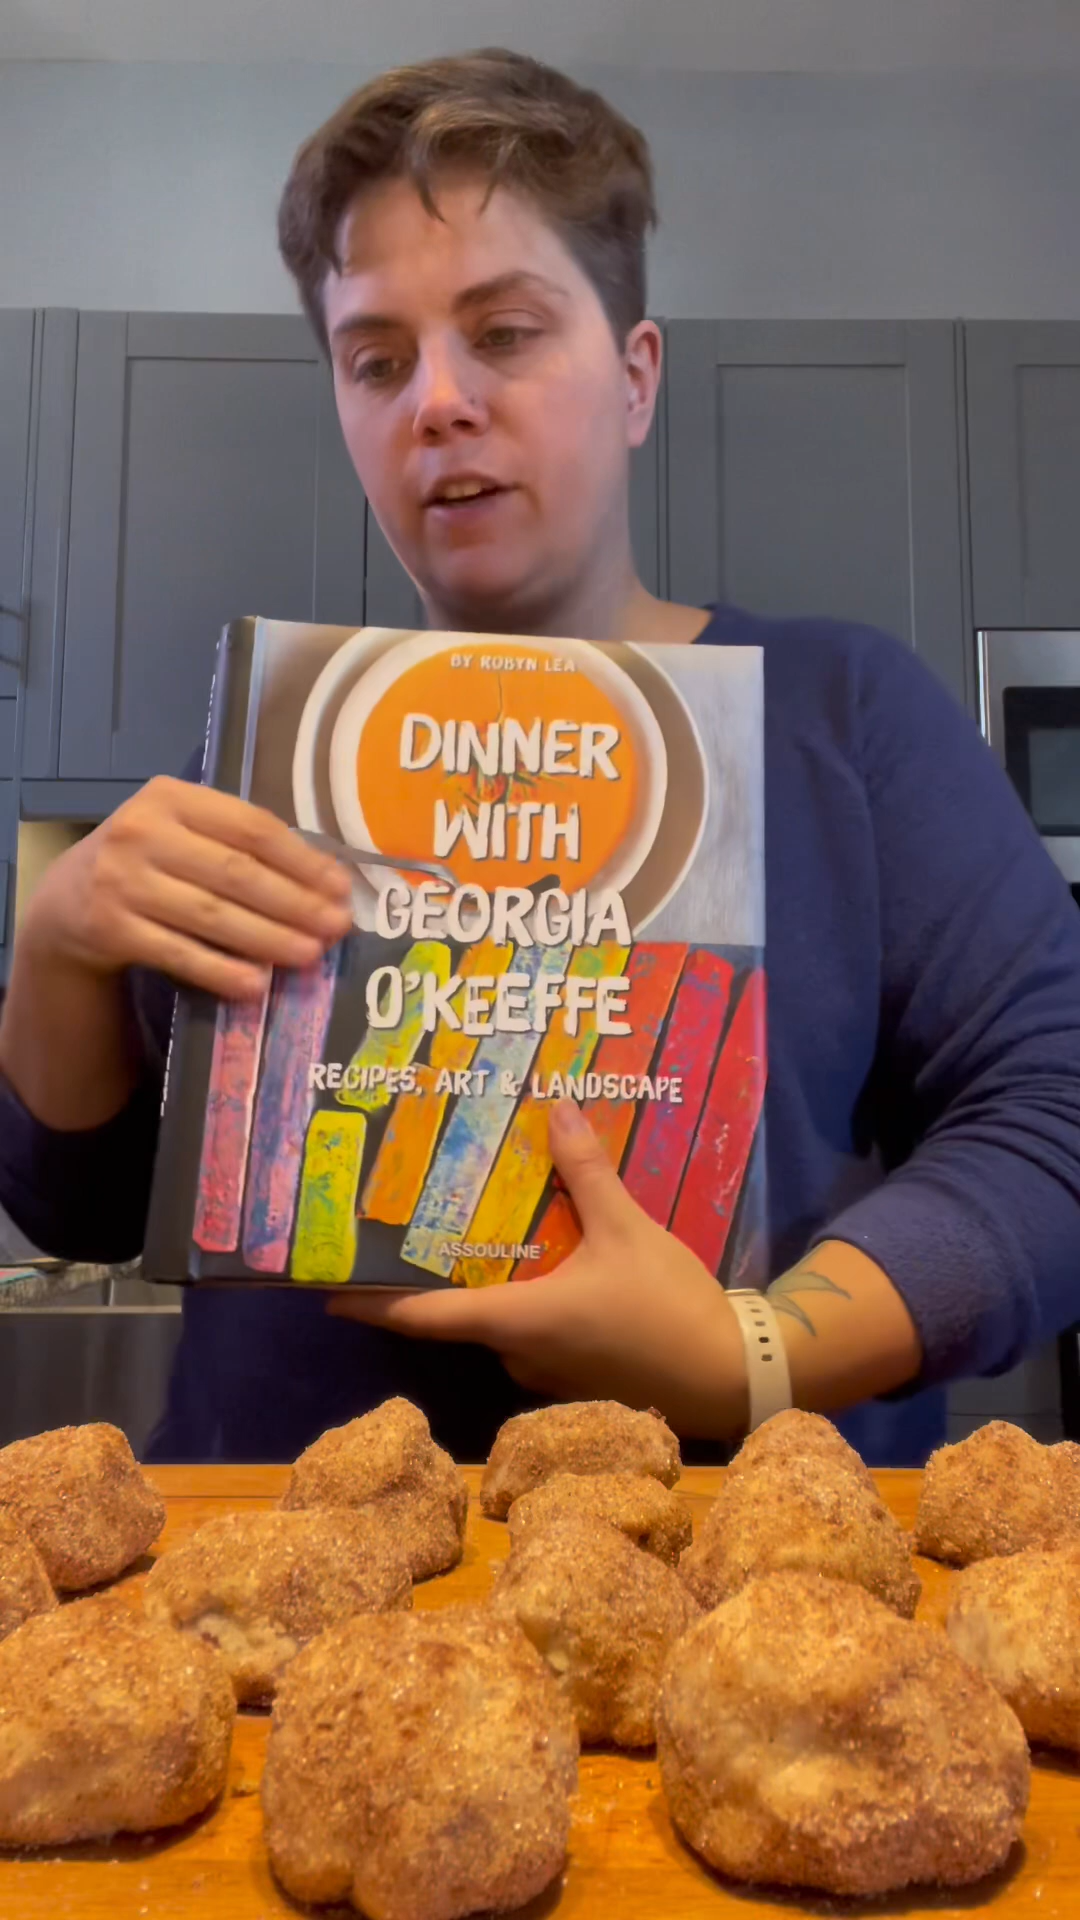 BY ROBYN LEA
DINNER
WITH
GEORGIA
O'KEEFFE
RECIPES, ART & LANDSCAPE
ASSOULINE